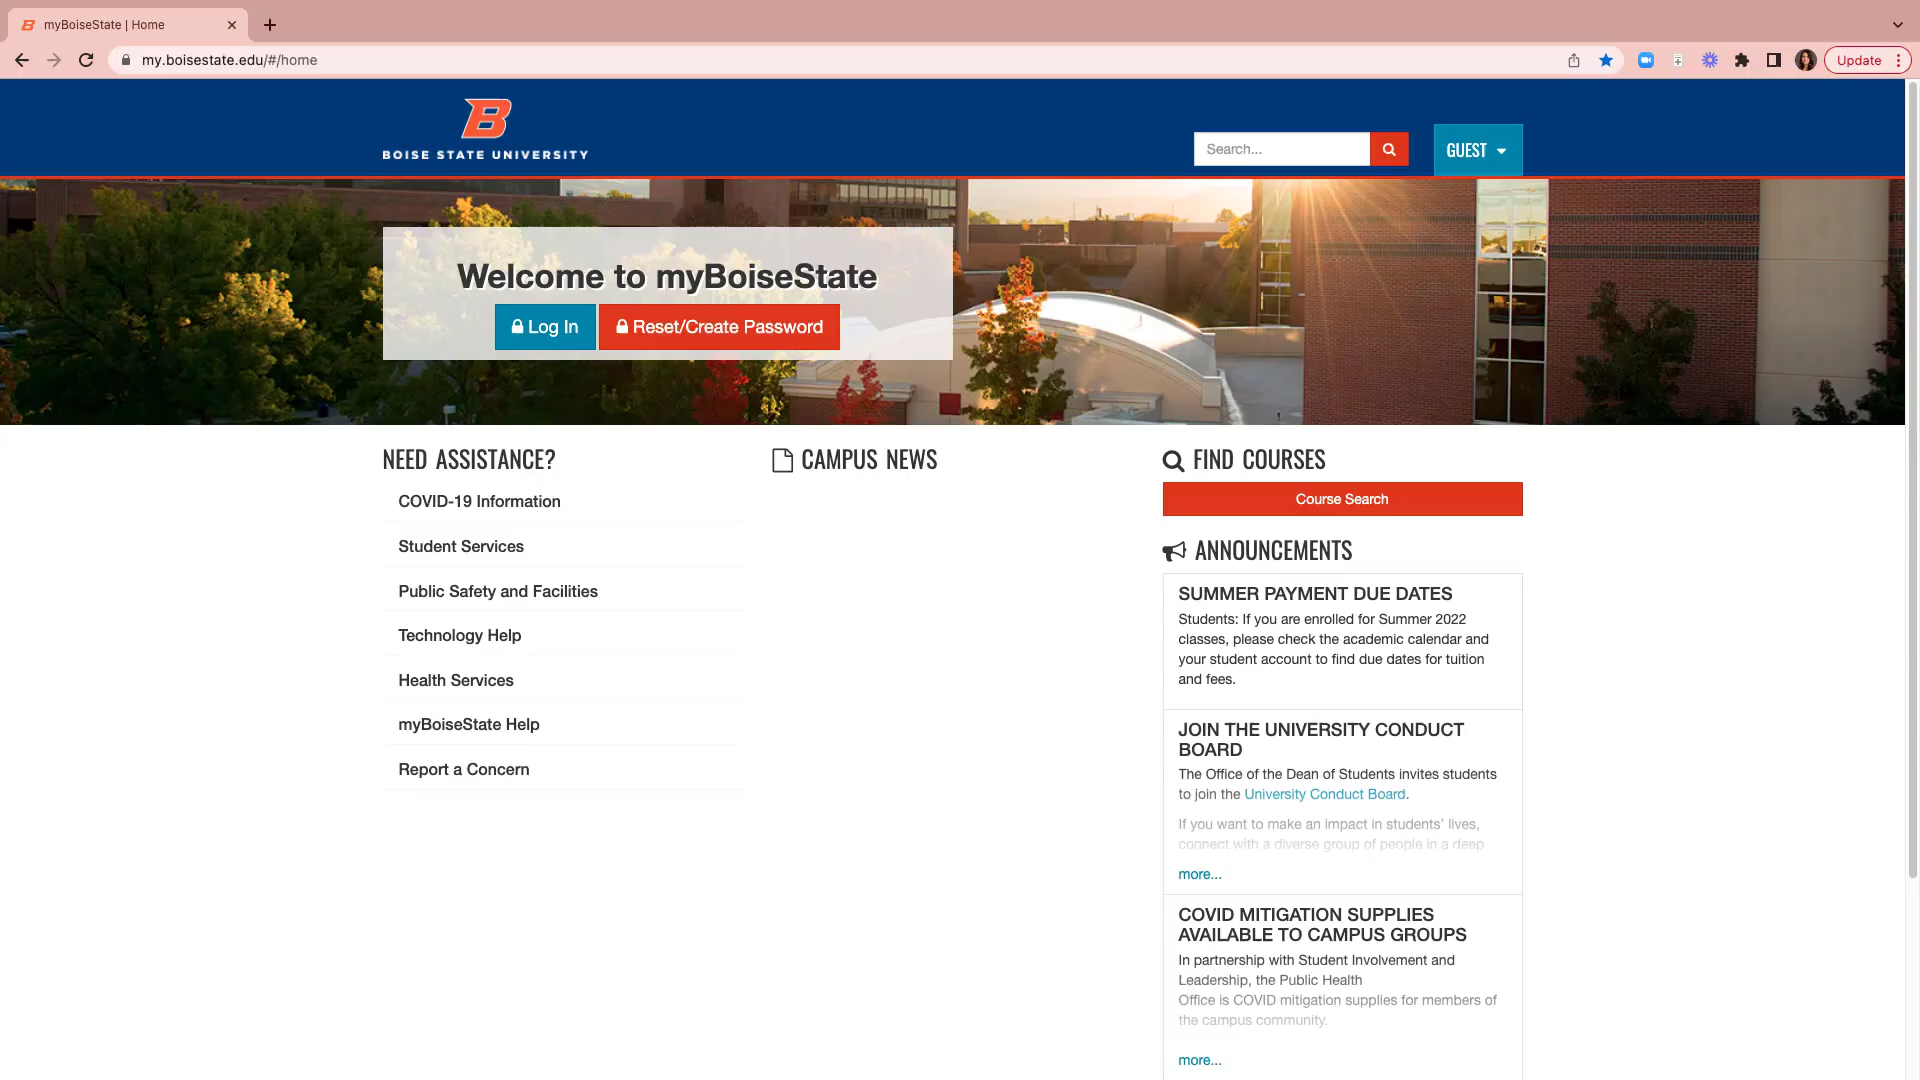 myBoiseState | Home
my.boisestate.edu/#/home
Update
B
BOISE STATE UNIVERSITY
Search...
GUEST
Welcome to myBoiseState
Log In
Reset/Create Password
NEED ASSISTANCE?
COVID-19 Information
Student Services
Public Safety and Facilities
Technology Help
Health Services
myBoiseState Help
Report a Concern
CAMPUS NEWS
FIND COURSES
Course Search
ANNOUNCEMENTS
SUMMER PAYMENT DUE DATES
Students: If you are enrolled for Summer 2022
classes, please check the academic calendar and
your student account to find due dates for tuition
and fees.
JOIN THE UNIVERSITY CONDUCT
BOARD
The Office of the Dean of Students invites students
to join the University Conduct Board.
If you want to make an impact in students' lives,
connect with a diverse group of people in a deep
more...
COVID MITIGATION SUPPLIES
AVAILABLE TO CAMPUS GROUPS
In partnership with Student Involvement and
Leadership, the Public Health
Office is COVID mitigation supplies for members of
the campus community.
more...